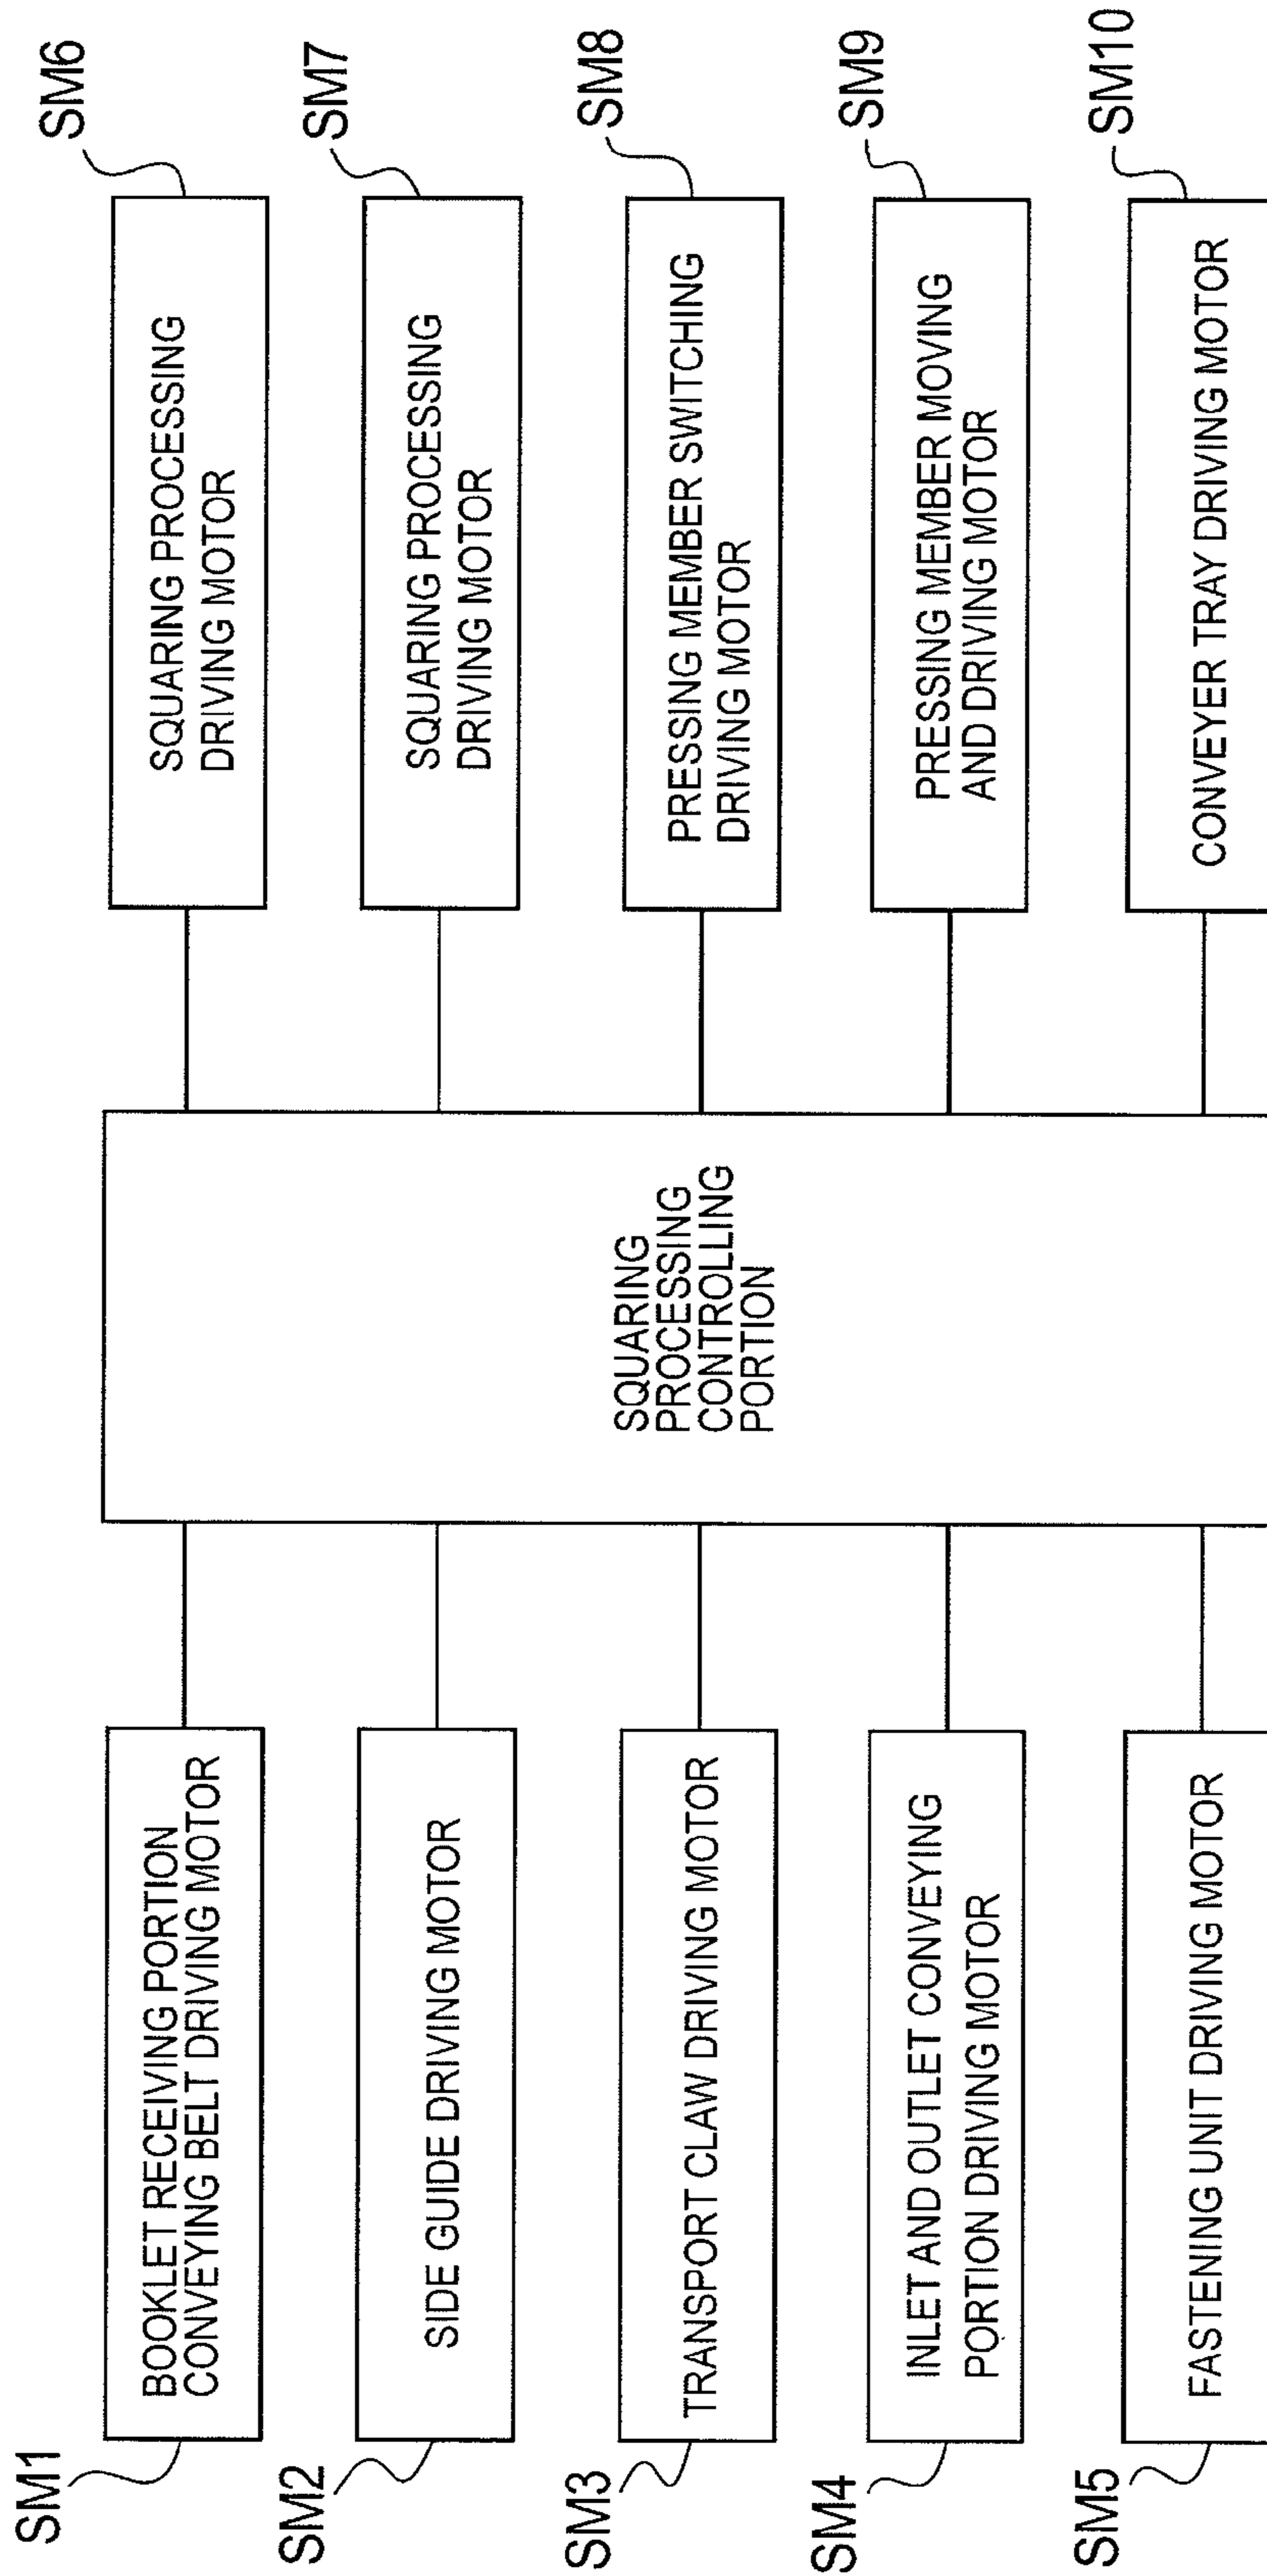 SM1
BOOKLET RECEIVING PORTION
CONVEYING BELT DRIVING MOTOR
SM2
SIDE GUIDE DRIVING MOTOR
SM3
TRANSPORT CLAW DRIVING MOTOR
SM4
INLET AND OUTLET CONVEYING
PORTION DRIVING MOTOR
SM5
FASTENING UNIT DRIVING MOTOR
SQUARING
PROCESSING
CONTROLLING
PORTION
SM6
SQUARING PROCESSING
DRIVING MOTOR
SM7
SQUARING PROCESSING
DRIVING MOTOR
SM8
PRESSING MEMBER SWITCHING
DRIVING MOTOR
SM9
PRESSING MEMBER MOVING
AND DRIVING MOTOR
SM10
CONVEYER TRAY DRIVING MOTOR